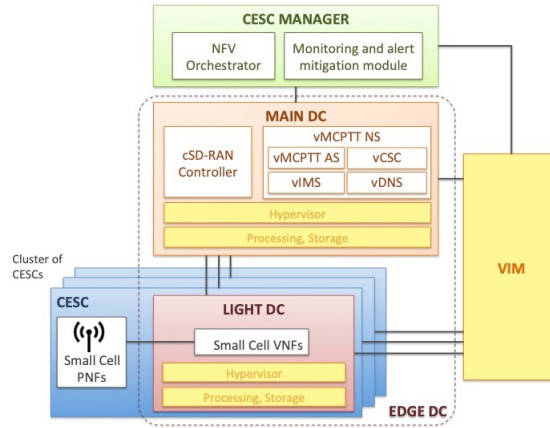 CESC MANAGER
NFV
Orchestrator
Monitoring and alert
mitigation module
MAIN DC
cSD-RAN
Controller
vMCPTT NS
vMCPTT AS
vCSC
vIMS
vDNS
Hypervisor
Processing, Storage
VIM
Cluster of
CESCs
CESC
Small Cell
PNFs
LIGHT DC
Small Cell VNFs
Hypervisor
Processing, Storage
EDGE DC